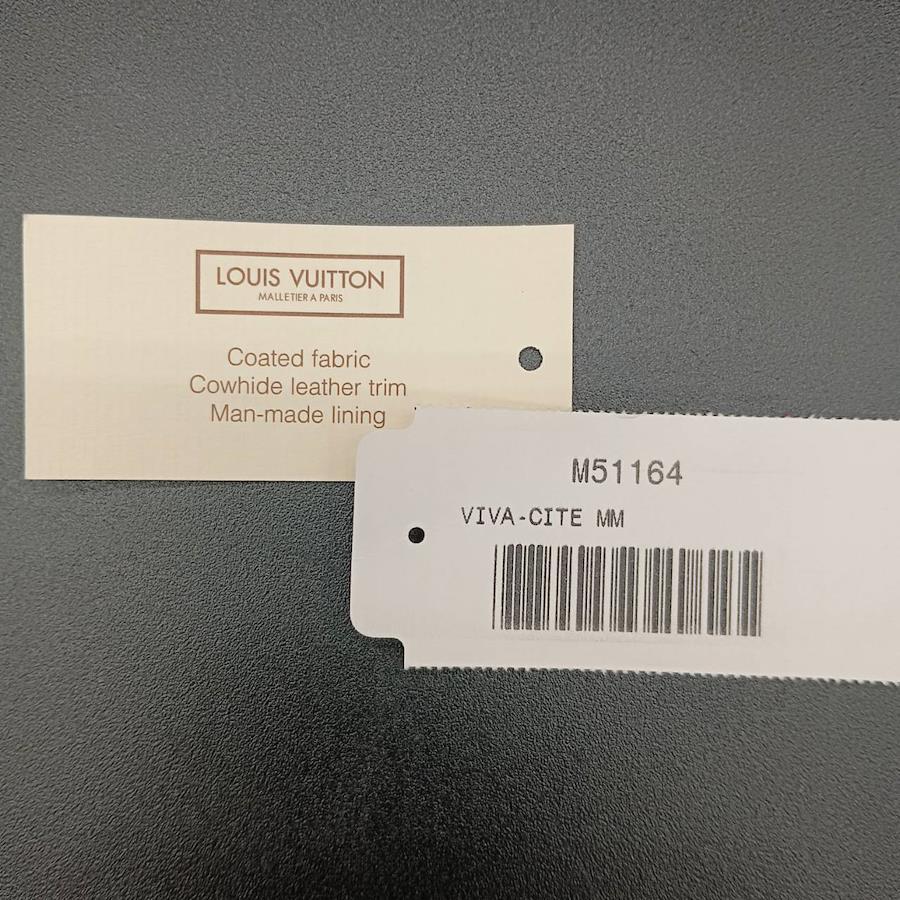 LOUIS VUITTON
MALLETIER A PARIS
Coated fabric
Cowhide leather trim
Man-made lining
M51164
VIVA-CITE MM